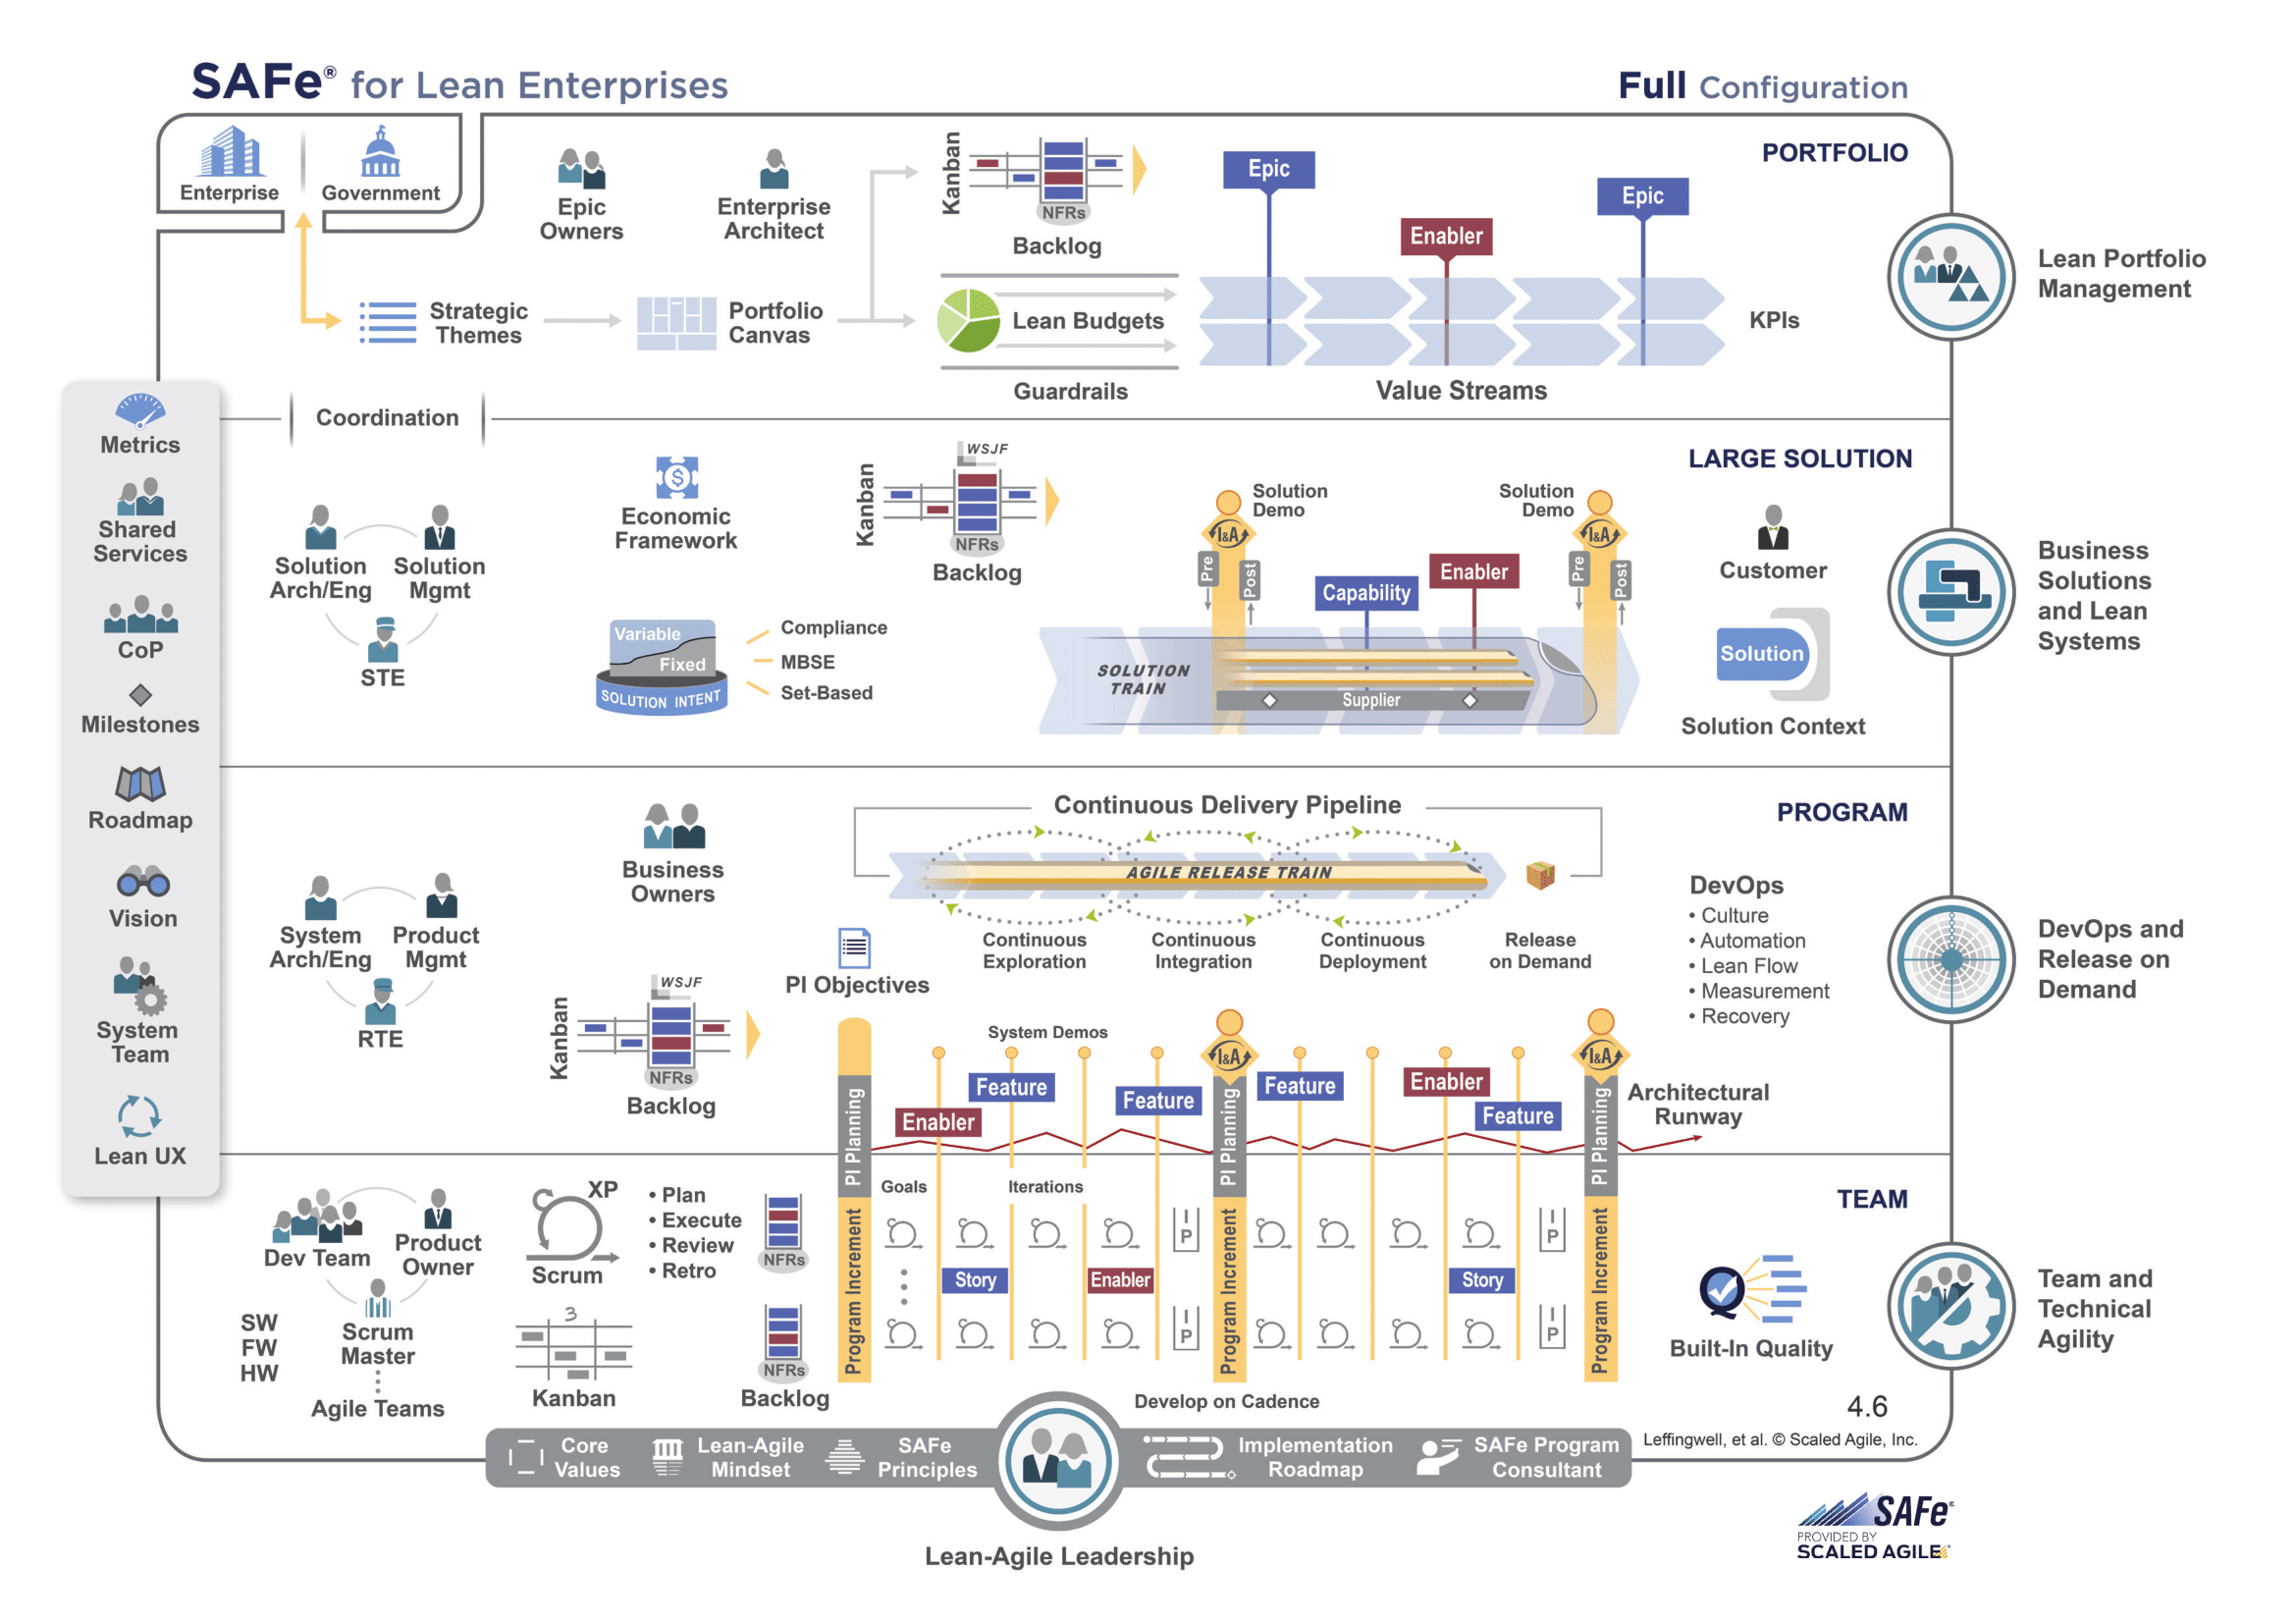 SAFe® for Lean Enterprises
Full Configuration
Enterprise
Government
Epic
Owners
Enterprise
Architect
Kanban
NFRs
Backlog
Epic
Enabler
Epic
PORTFOLIO
Strategic
Themes
Portfolio
Canvas
Lean Budgets
Guardrails
Value Streams
KPIs
Lean Portfolio
Management
Metrics
Shared
Services
CoP
Milestones
Roadmap
Vision
System
Team
Lean UX
Coordination
LARGE SOLUTION
Solution
Arch/Eng
Solution
Mgmt
STE
Economic
Framework
Variable
Fixed
SOLUTION INTENT
Compliance
MBSE
Set-Based
Kanban
WSJF
NFRs
Backlog
Solution
Demo
I&A
Pre
Post
Capability
Enabler
Solution
Demo
I&A
Pre
Post
SOLUTION
TRAIN
Supplier
Customer
Solution
Solution Context
Business
Solutions
and Lean
Systems
PROGRAM
System
Arch/Eng
Product
Mgmt
RTE
Business
Owners
Continuous Delivery Pipeline
AGILE RELEASE TRAIN
Continuous
Exploration
Continuous
Integration
Continuous
Deployment
Release
on Demand
DevOps
• Culture
• Automation
• Lean Flow
• Measurement
• Recovery
DevOps and
Release on
Demand
PI Objectives
Kanban
WSJF
NFRs
Backlog
System Demos
I&A
I&A
Enabler
Feature
Feature
Feature
Enabler
Feature
Architectural
Runway
PI Planning
PI Planning
PI Planning
TEAM
Dev Team
Product
Owner
Scrum
Master
Agile Teams
SW
FW
HW
XP
Scrum
• Plan
• Execute
• Review
• Retro
3
Kanban
NFRs
NFRs
Backlog
Program Increment
Program Increment
Program Increment
Goals
Iterations
I
P
I
P
Story
Enabler
Story
I
P
I
P
Develop on Cadence
Built-In Quality
Team and
Technical
Agility
4.6
Leffingwell, et al. © Scaled Agile, Inc.
Core
Values
Lean-Agile
Mindset
SAFe
Principles
Implementation
Roadmap
SAFe Program
Consultant
Lean-Agile Leadership
SAFe®
PROVIDED BY
SCALED AGILE